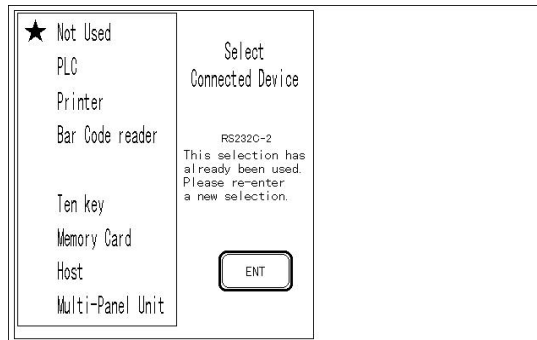 ★ Not Used
PLC
Printer
Bar Code reader
Ten key
Memory Card
Host
Multi-Panel Unit
Select
Connected Device
RS232C-2
This selection has
already been used.
Please re-enter
a new selection.
ENT